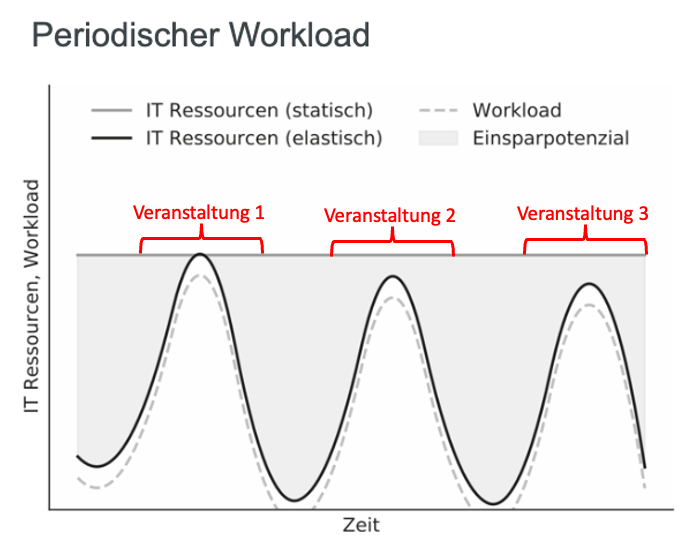 Periodischer Workload
IT Ressourcen (statisch)
IT Ressourcen (elastisch)
Workload
Einsparpotenzial
Veranstaltung 1
Veranstaltung 2
Veranstaltung 3
IT Ressourcen, Workload
Zeit